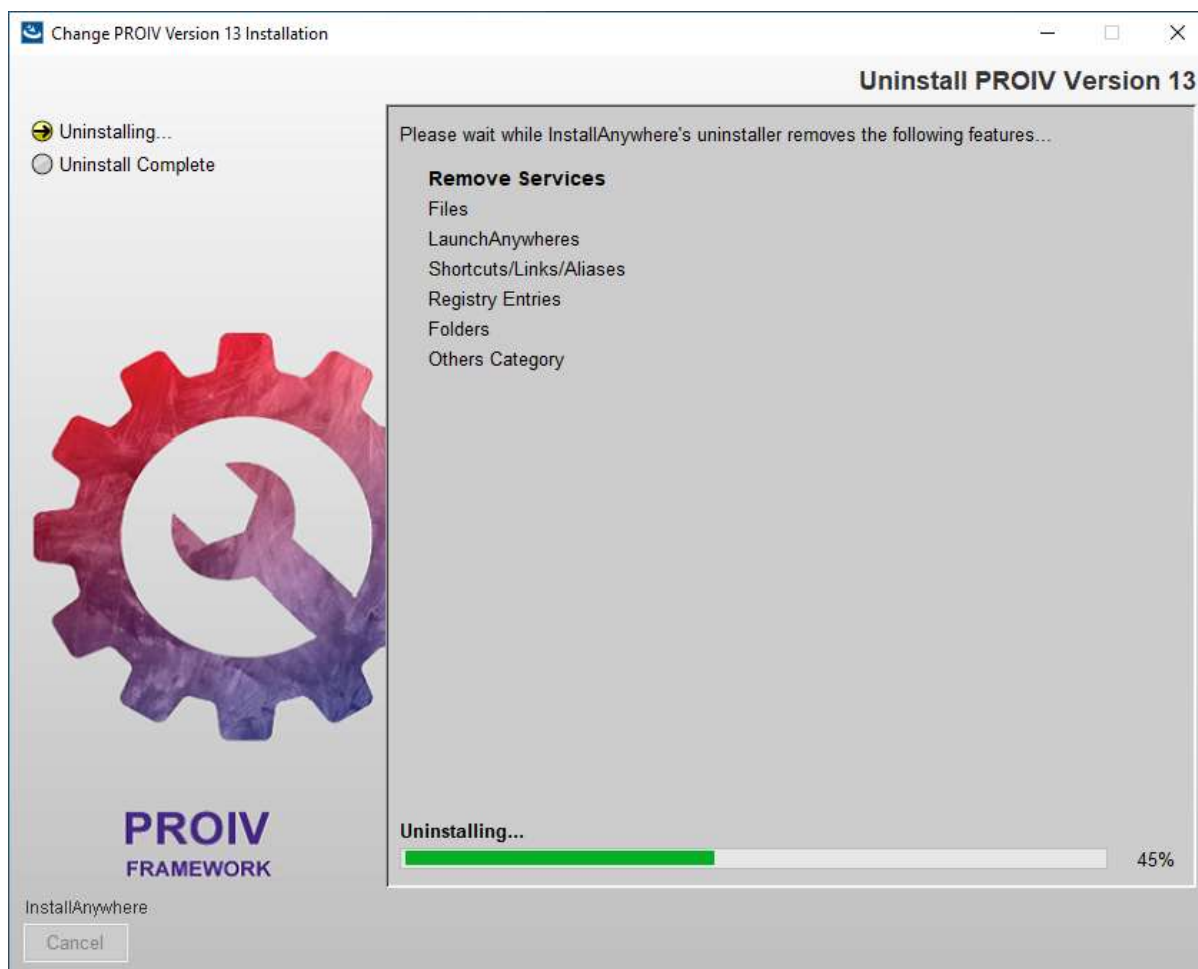 Change PROIV Version 13 Installation
Uninstall PROIV Version 13
Uninstalling...
Uninstall Complete
Please wait while InstallAnywhere's uninstaller removes the following features...
Remove Services
Files
LaunchAnywheres
Shortcuts/Links/Aliases
Registry Entries
Folders
Others Category
PROIV
FRAMEWORK
Uninstalling...
45%
InstallAnywhere
Cancel